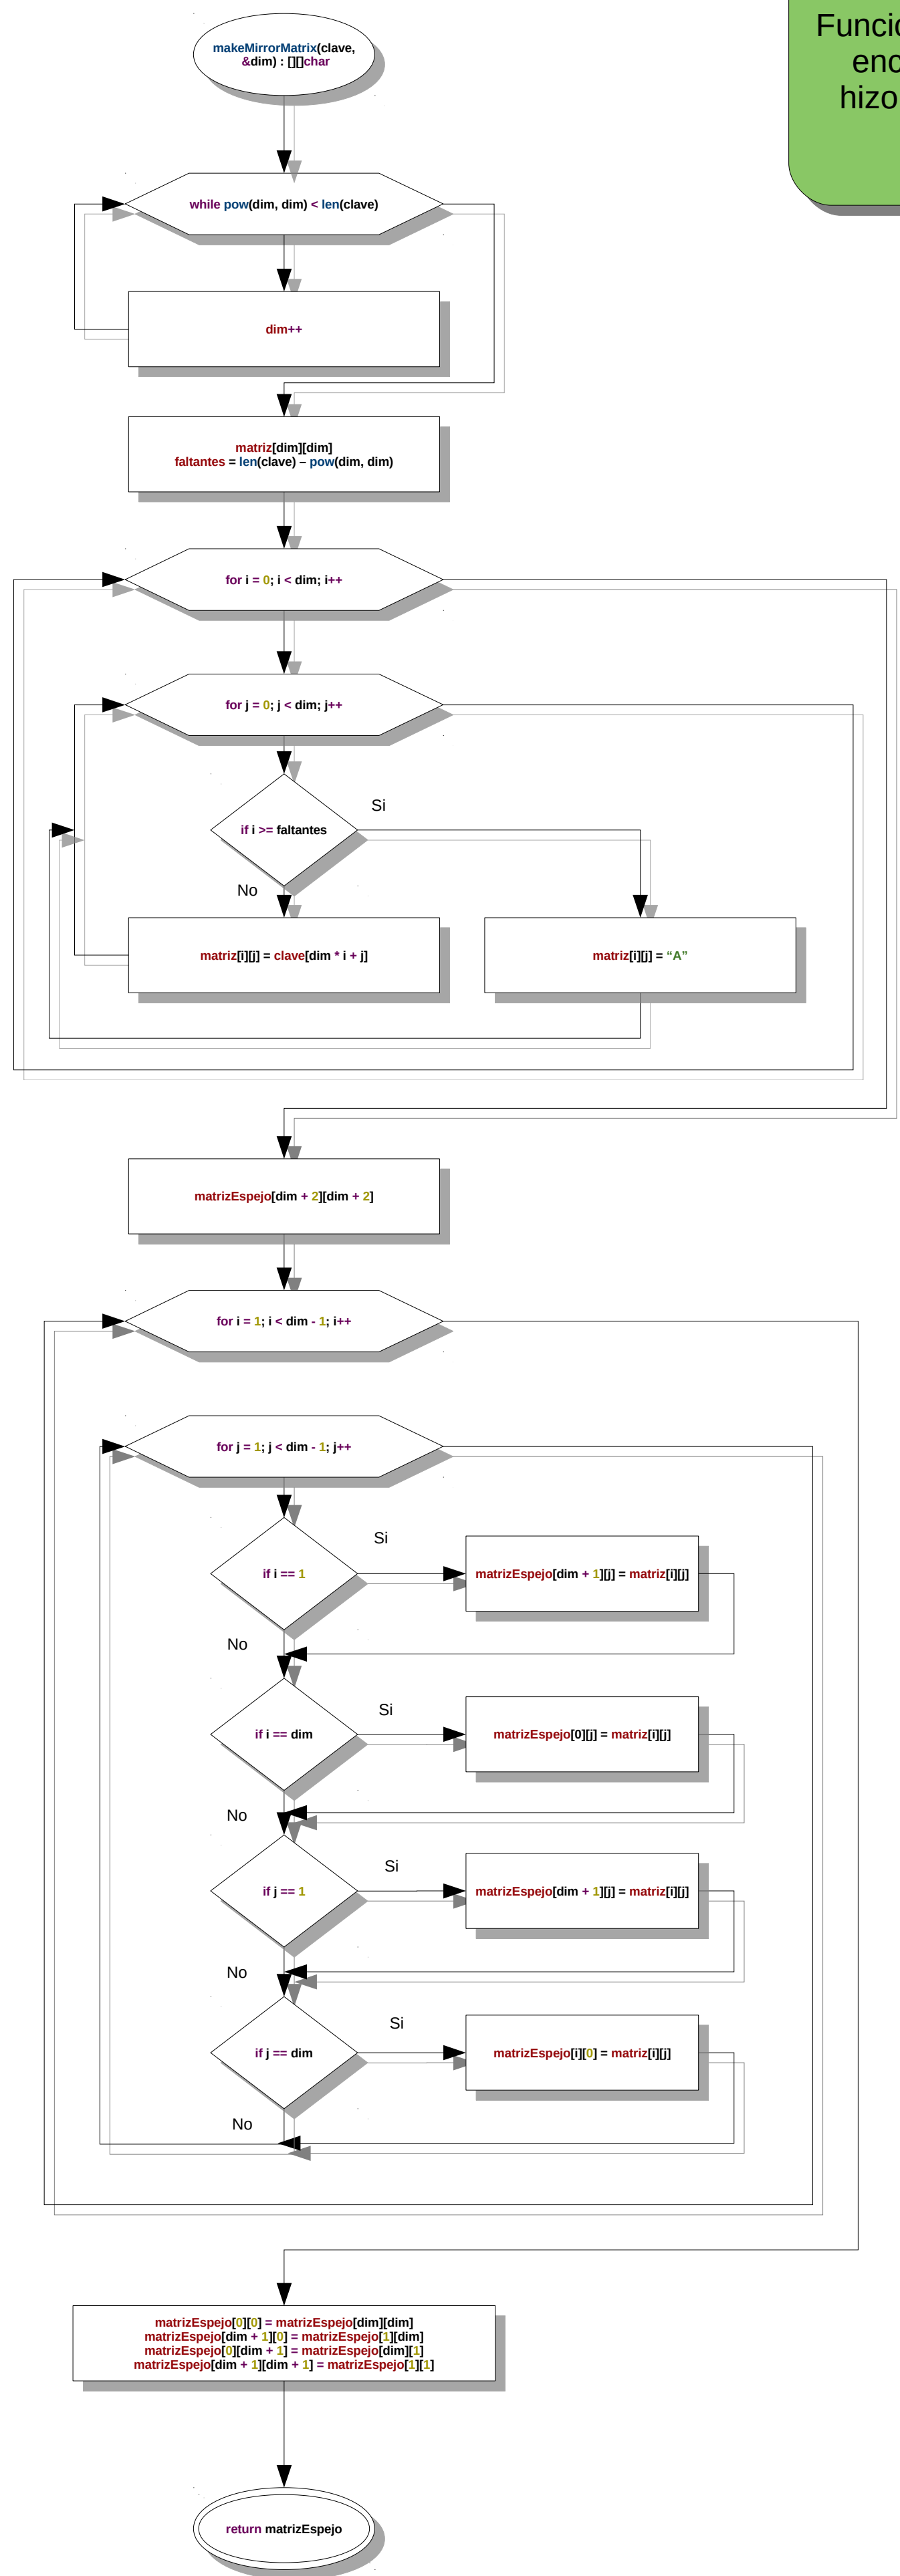 makeMirrorMatrix(clave,
&dim) : [][]char
Funcio
enc
hizo
while pow(dim, dim) < len(clave)
dim++
matriz[dim][dim]
faltantes = len(clave) – pow(dim, dim)
for i = 0; i < dim; i++
for j = 0; j < dim; j++
Si
if i >= faltantes
No
matriz[i][j] = clave[dim * i + j]
matriz[i][j] = “A”
matrizEspejo[dim + 2][dim + 2]
for i = 1; i < dim - 1; i++
for j = 1; j < dim - 1; j++
Si
if i == 1
matrizEspejo[dim + 1][j] = matriz[i][j]
No
Si
if i == dim
matrizEspejo[0][j] = matriz[i][j]
No
Si
if j == 1
matrizEspejo[dim + 1][j] = matriz[i][j]
No
Si
if j == dim
matrizEspejo[i][0] = matriz[i][j]
No
matrizEspejo[0][0] = matrizEspejo[dim][dim]
matrizEspejo[dim + 1][0] = matrizEspejo[1][dim]
matrizEspejo[0][dim + 1] = matrizEspejo[dim][1]
matrizEspejo[dim + 1][dim + 1] = matrizEspejo[1][1]
return matrizEspejo